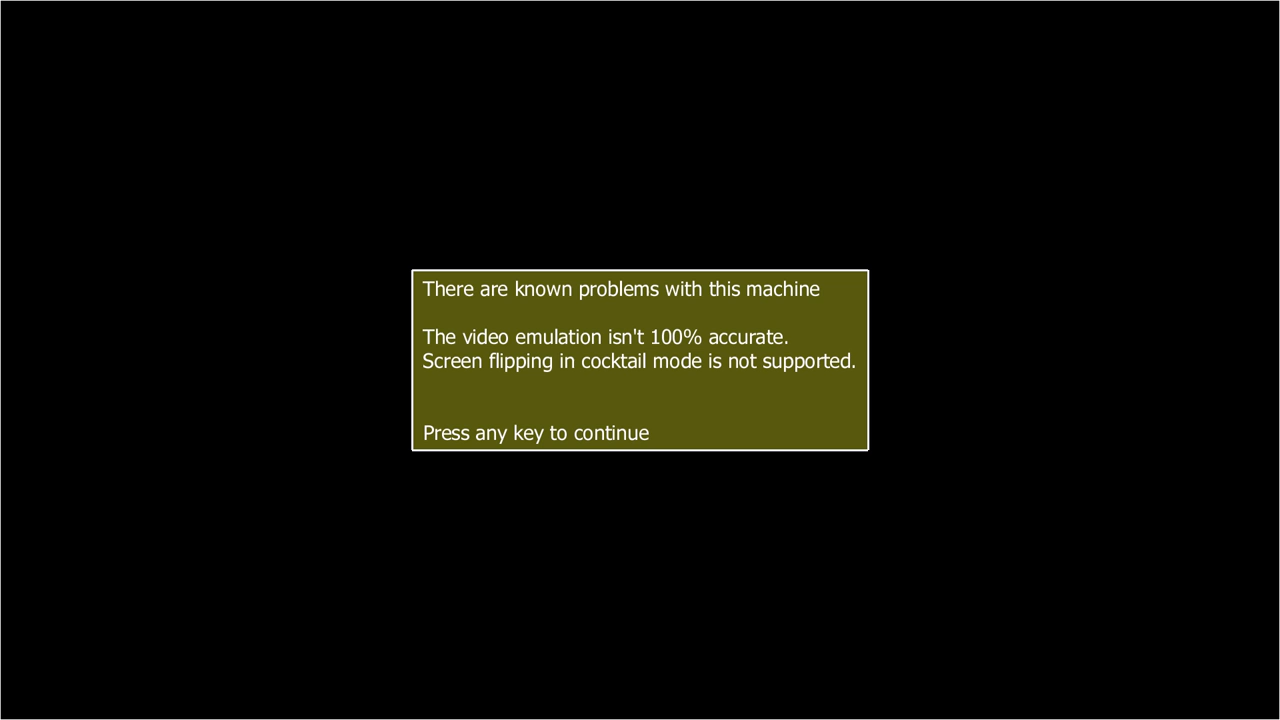 There are known problems with this machine
The video emulation isn't 100% accurate.
Screen flipping in cocktail mode is not supported.
Press any key to continue